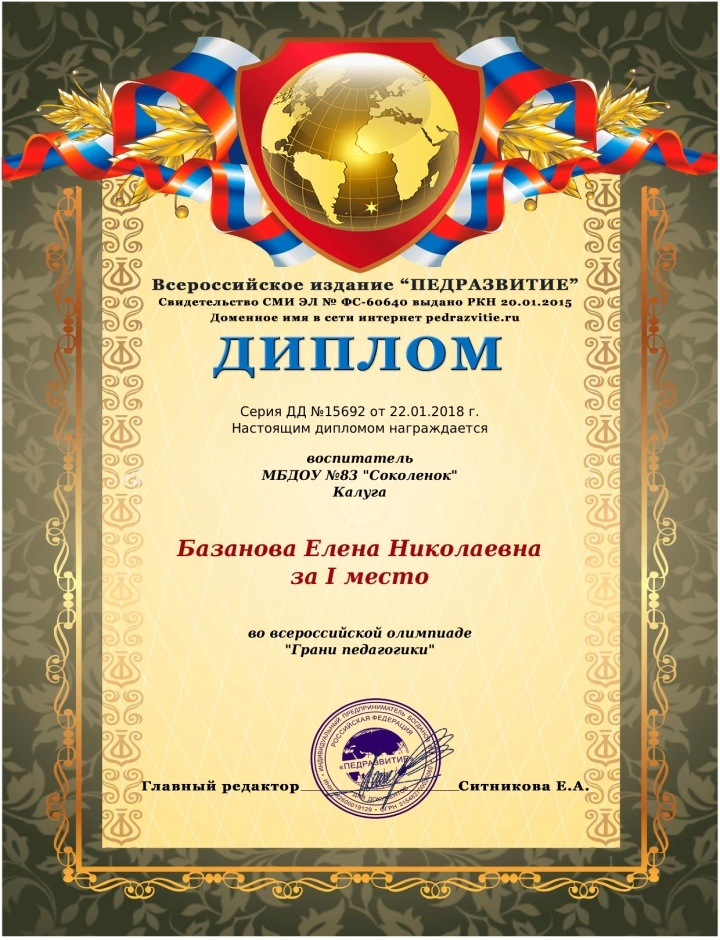 Всероссийское издание “ПЕДРАЗВИТИЕ”
Свидетельство СМИ ЭЛ № ФС-60640 выдано РКН 20.01.2015
Доменное имя в сети интернет pedrazvitie.ru
ДИПЛОМ
Серия ДД №15692 от 22.01.2018 г.
Настоящим дипломом награждается
воспитатель
МБДОУ №83 "Соколенок"
Калуга
Базанова Елена Николаевна
за I место
во всероссийской олимпиаде
"Грани педагогики"
ИНДИВИДУАЛЬНЫЙ ПРЕДПРИНИМАТЕЛЬ
РОССИЙСКАЯ ФЕДЕРАЦИЯ
«ПЕДРАЗВИТИЕ»
ДЛЯ ДОКУМЕНТОВ
Главный редактор Ситникова Е.А.